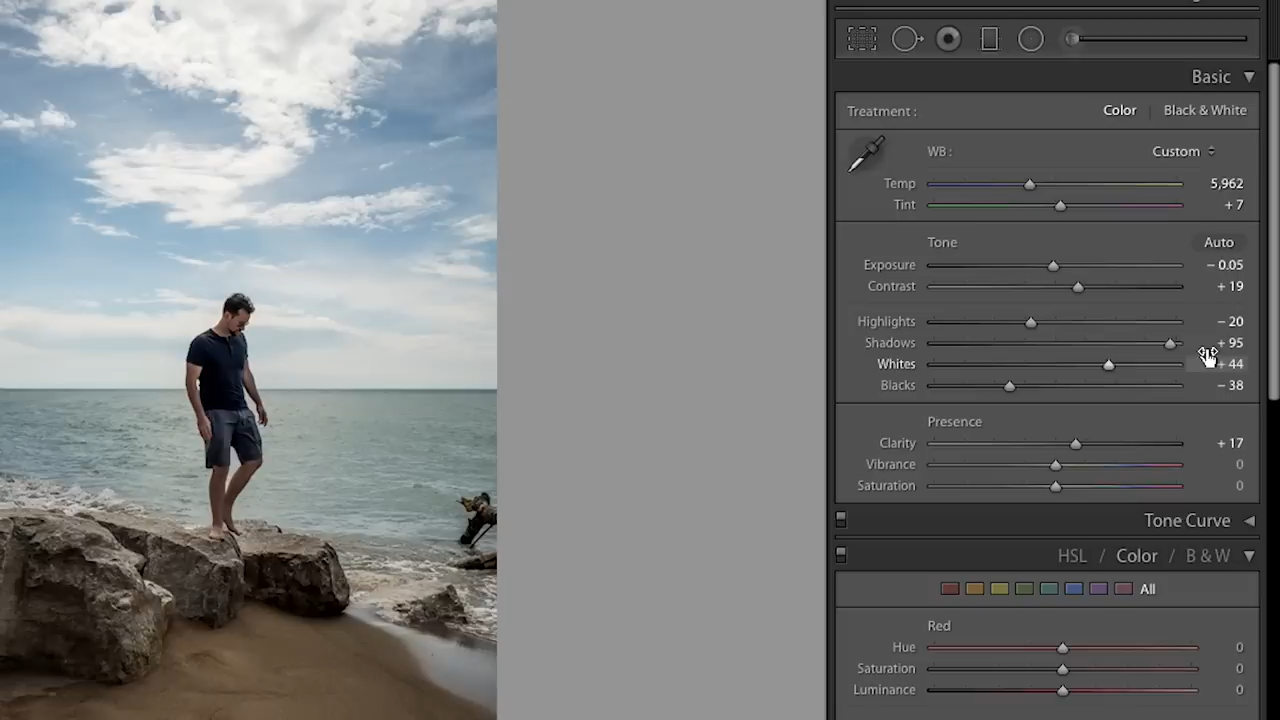 Basic
Treatment : Color | Black & White
WB : Custom
Temp 5,962
Tint + 7
Tone Auto
Exposure − 0.05
Contrast + 19
Highlights − 20
Shadows + 95
Whites + 44
Blacks − 38
Presence
Clarity + 17
Vibrance 0
Saturation 0
Tone Curve
HSL / Color / B & W
All
Red
Hue 0
Saturation 0
Luminance 0